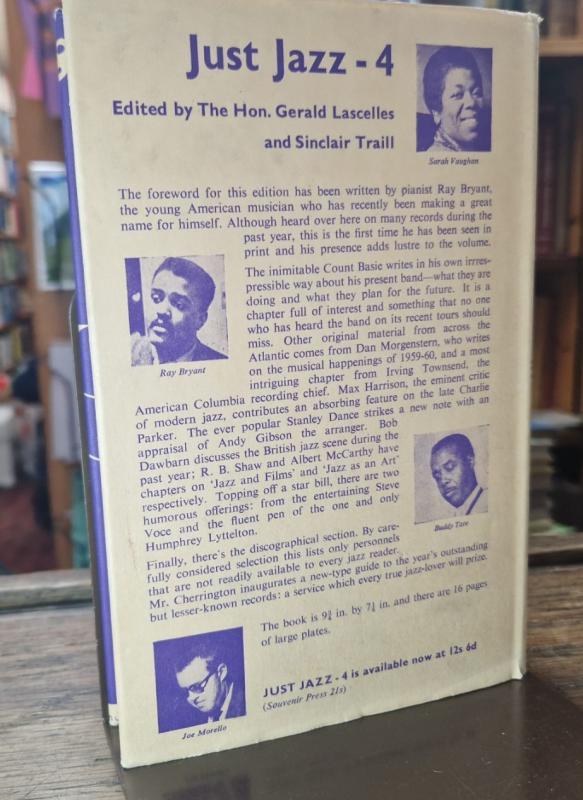 Just Jazz - 4
Edited by The Hon. Gerald Lascelles
and Sinclair Traill
Sarah Vaughan
The foreword for this edition has been written by pianist Ray Bryant,
the young American musician who has recently been making a great
name for himself. Although heard over here on many records during the
past year, this is the first time he has been seen in
print and his presence adds lustre to the volume.
The inimitable Count Basie writes in his own irres-
pressible way about his present band—what they are
doing and what they plan for the future. It is a
chapter full of interest and something that no one
who has heard the band on its recent tours should
miss. Other original material from across the
Atlantic comes from Dan Morgenstern, who writes
on the musical happenings of 1959-60, and a most
intriguing chapter from Irving Townsend, the
Ray Bryant
American Columbia recording chief. Max Harrison, the eminent critic
of modern jazz, contributes an absorbing feature on the late Charlie
Parker. The ever popular Stanley Dance strikes a new note with an
appraisal of Andy Gibson the arranger. Bob
Dawbarn discusses the British jazz scene during the
past year; R. B. Shaw and Albert McCarthy have
chapters on 'Jazz and Films' and 'Jazz as an Art'
respectively. Topping off a star bill, there are two
humorous offerings: from the entertaining Steve
Voce and the fluent pen of the one and only
Humphrey Lyttelton.
Buddy Tate
Finally, there's the discographical section. By care-
fully considered selection this lists only personnels
that are not readily available to every jazz reader.
Mr. Cherrington inaugurates a new-type guide to the year's outstanding
but lesser-known records: a service which every true jazz-lover will prize.
The book is 9¾ in. by 7¼ in. and there are 16 pages
of large plates.
JUST JAZZ - 4 is available now at 12s 6d
(Souvenir Press 21s)
Joe Morello